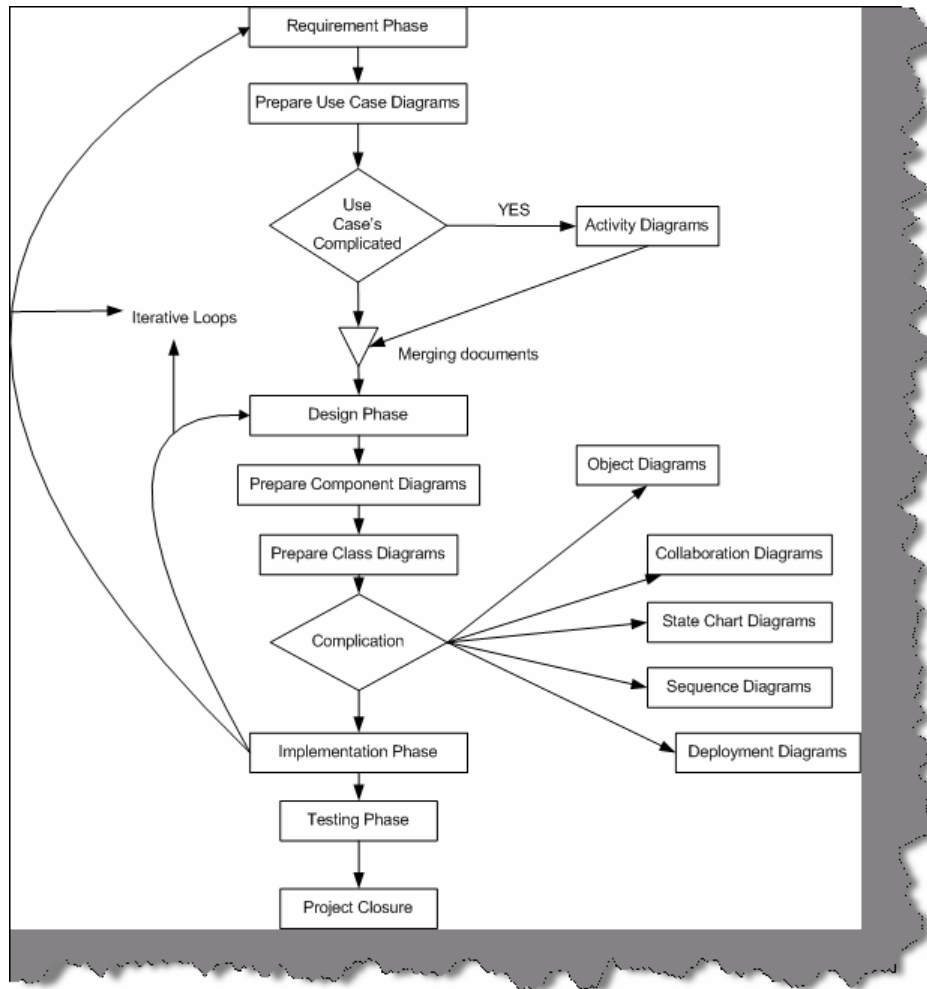 Requirement Phase
Prepare Use Case Diagrams
Use
Case's
Complicated
YES
Activity Diagrams
Iterative Loops
Merging documents
Design Phase
Object Diagrams
Prepare Component Diagrams
Prepare Class Diagrams
Collaboration Diagrams
Complication
State Chart Diagrams
Sequence Diagrams
Implementation Phase
Deployment Diagrams
Testing Phase
Project Closure